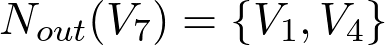 N_{out}(V_7) = \{V_1, V_4\}